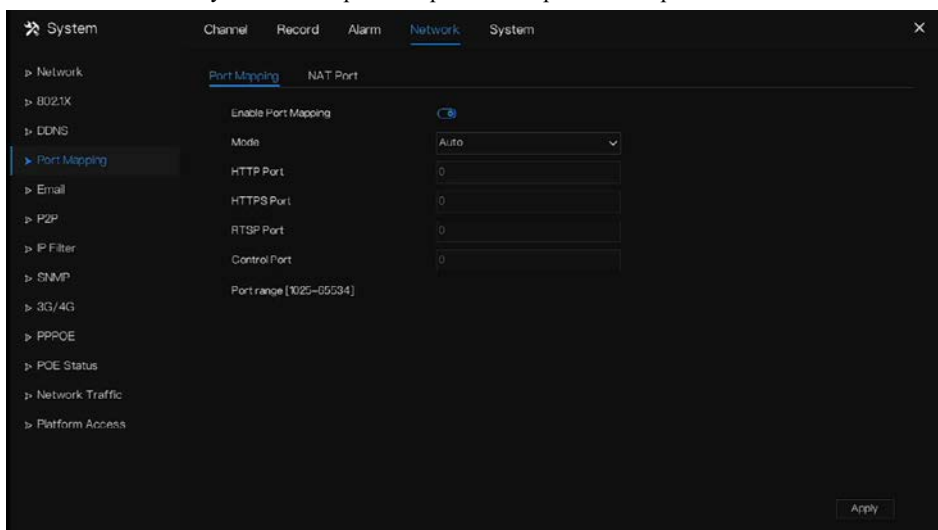 System
Channel Record Alarm Network System
Network
802.1X
DDNS
Port Mapping
Email
P2P
IP Filter
SNMP
3G/4G
PPPOE
POE Status
Network Traffic
Platform Access
Port Mapping NAT Port
Enable Port Mapping
Mode Auto
HTTP Port 0
HTTPS Port 0
RTSP Port 0
Control Port 0
Port range [1025~65534]
Apply